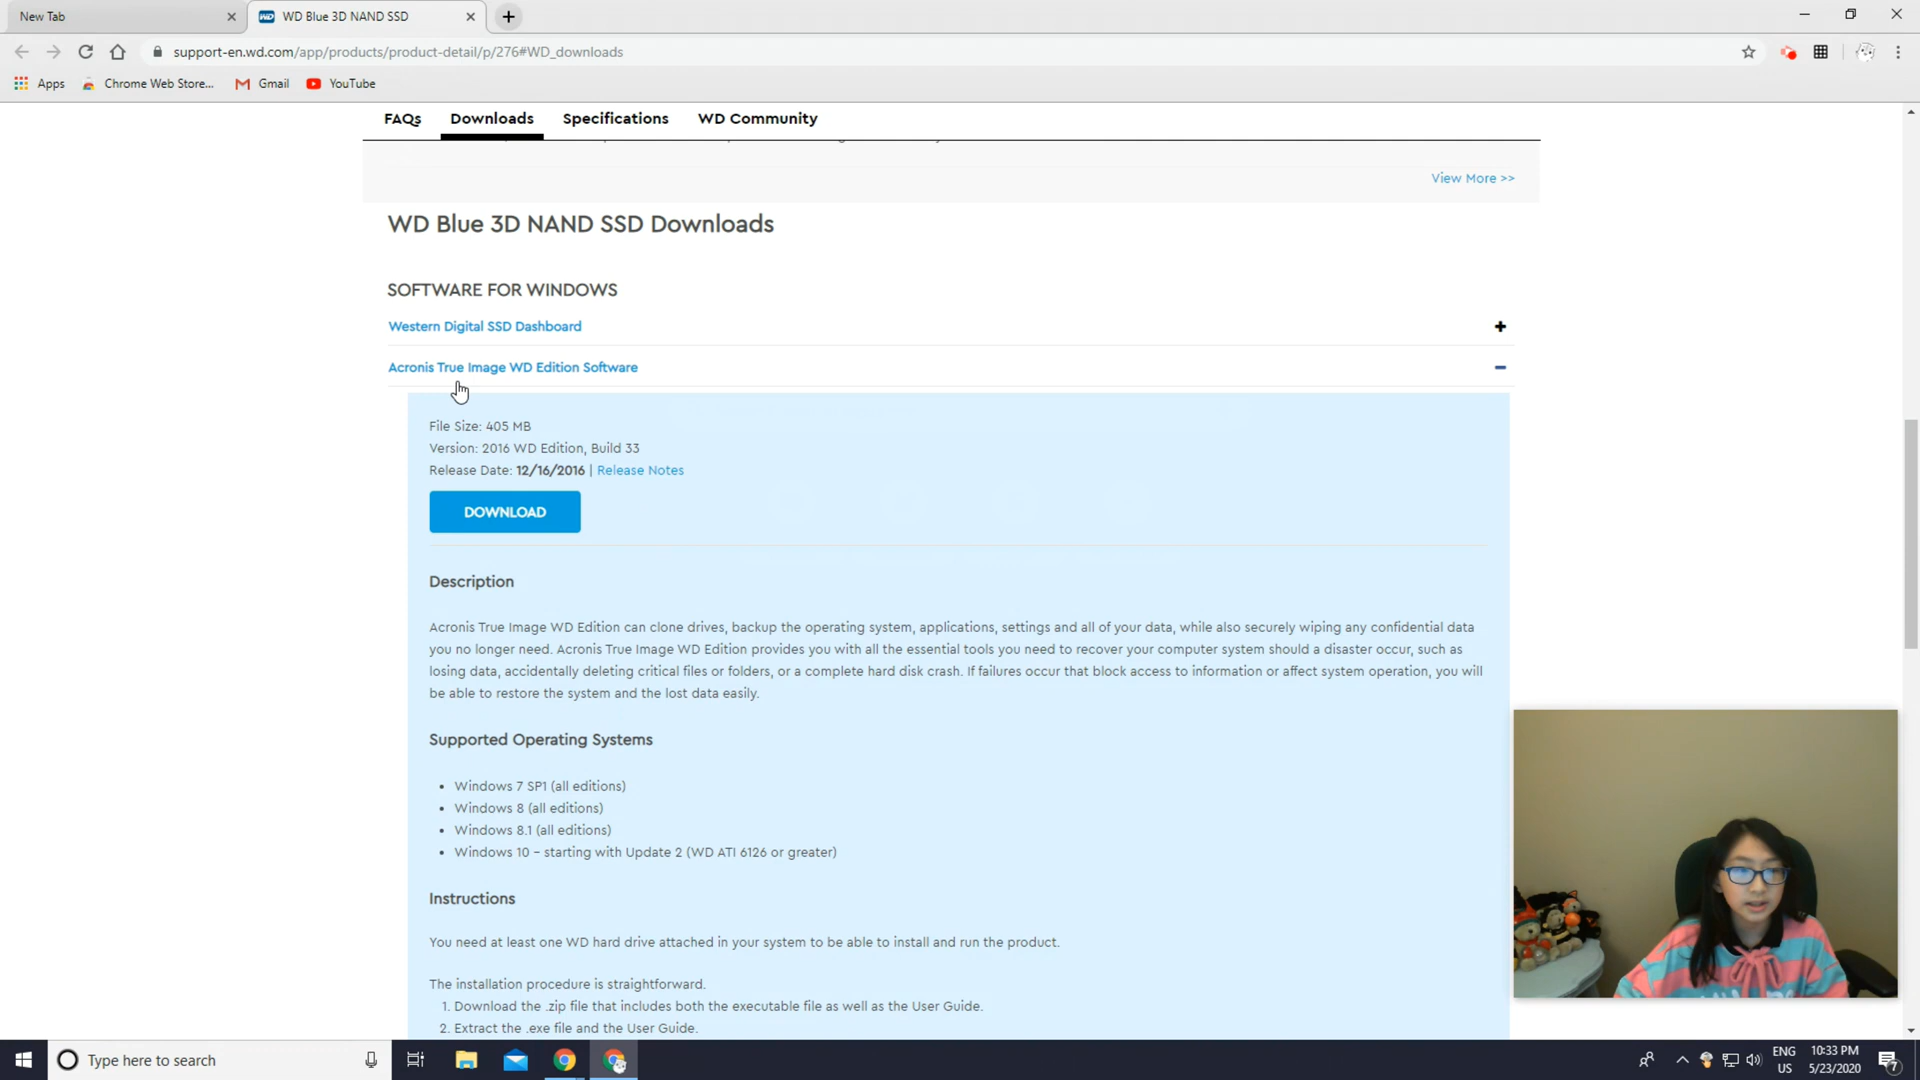 New Tab
WD Blue 3D NAND SSD
support-en.wd.com/app/products/product-detail/p/276#WD_downloads
Apps
Chrome Web Store...
Gmail
YouTube
FAQs
Downloads
Specifications
WD Community
View More >>
WD Blue 3D NAND SSD Downloads
SOFTWARE FOR WINDOWS
Western Digital SSD Dashboard
Acronis True Image WD Edition Software
File Size: 405 MB
Version: 2016 WD Edition, Build 33
Release Date: 12/16/2016 | Release Notes
DOWNLOAD
Description
Acronis True Image WD Edition can clone drives, backup the operating system, applications, settings and all of your data, while also securely wiping any confidential data
you no longer need. Acronis True Image WD Edition provides you with all the essential tools you need to recover your computer system should a disaster occur, such as
losing data, accidentally deleting critical files or folders, or a complete hard disk crash. If failures occur that block access to information or affect system operation, you will
be able to restore the system and the lost data easily.
Supported Operating Systems
• Windows 7 SP1 (all editions)
• Windows 8 (all editions)
• Windows 8.1 (all editions)
• Windows 10 – starting with Update 2 (WD ATI 6126 or greater)
Instructions
You need at least one WD hard drive attached in your system to be able to install and run the product.
The installation procedure is straightforward.
1. Download the .zip file that includes both the executable file as well as the User Guide.
2. Extract the .exe file and the User Guide.
Type here to search
ENG
US
10:33 PM
5/23/2020
7